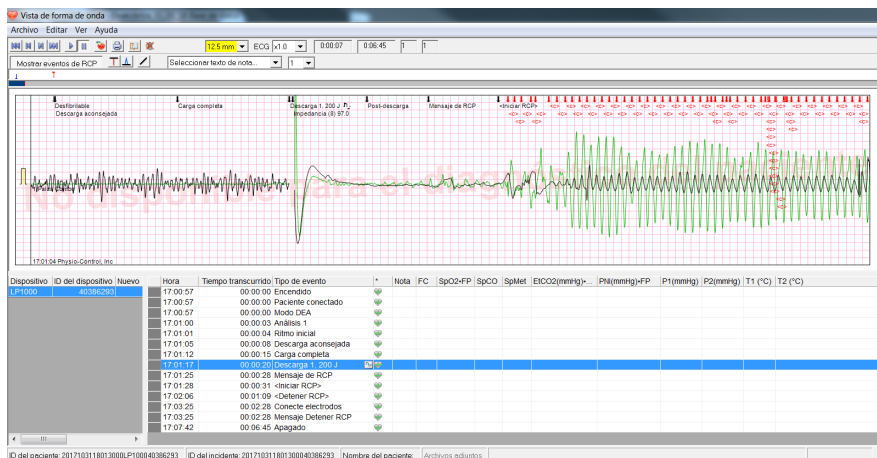 Vista de forma de onda
Archivo Editar Ver Ayuda
12.5 mm ECG x1.0 0:00:07 0:06:45 1 1
Mostrar eventos de RCP Seleccionar texto de nota... 1
Desfibrilable Carga completa Descarga 1, 200 J Post-descarga Mensaje de RCP <Iniciar RCP>
Descarga aconsejada Impedancia (8) 97.0
<C> <C> <C> <C> <C> <C> <C> <C> <C> <C>
No disponible para el diagnóstico
17:01:04 Physio-Control, Inc
Dispositivo ID del dispositivo Nuevo Hora Tiempo transcurrido Tipo de evento * Nota FC SpO2•FP SpCO SpMet EtCO2(mmHg)•... PNI(mmHg)•FP P1(mmHg) P2(mmHg) T1 (°C) T2 (°C)
LP1000 40386293 17:00:57 00:00:00 Encendido
17:00:57 00:00:00 Paciente conectado
17:00:57 00:00:00 Modo DEA
17:01:00 00:00:03 Análisis 1
17:01:01 00:00:04 Ritmo inicial
17:01:05 00:00:08 Descarga aconsejada
17:01:12 00:00:15 Carga completa
17:01:17 00:00:20 Descarga 1, 200 J
17:01:25 00:00:28 Mensaje de RCP
17:01:28 00:00:31 <Iniciar RCP>
17:02:06 00:01:09 <Detener RCP>
17:03:25 00:02:28 Conecte electrodos
17:03:25 00:02:28 Mensaje Detener RCP
17:07:42 00:06:45 Apagado
ID del paciente: 2017103118013000LP100040386293 ID del incidente: 201710311801300040386293 Nombre del paciente: Archivos adjuntos